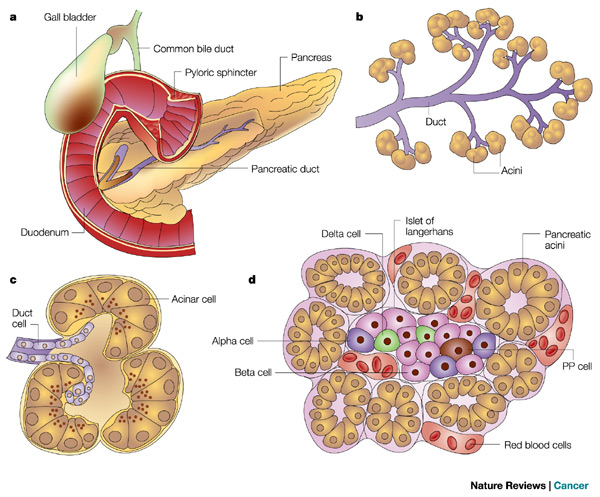 a
Gall bladder
Common bile duct
Pyloric sphincter
Pancreas
Pancreatic duct
Duodenum
b
Duct
Acini
c
Acinar cell
Duct
cell
d
Islet of
langerhans
Delta cell
Pancreatic
acini
Alpha cell
Beta cell
PP cell
Red blood cells
Nature Reviews | Cancer